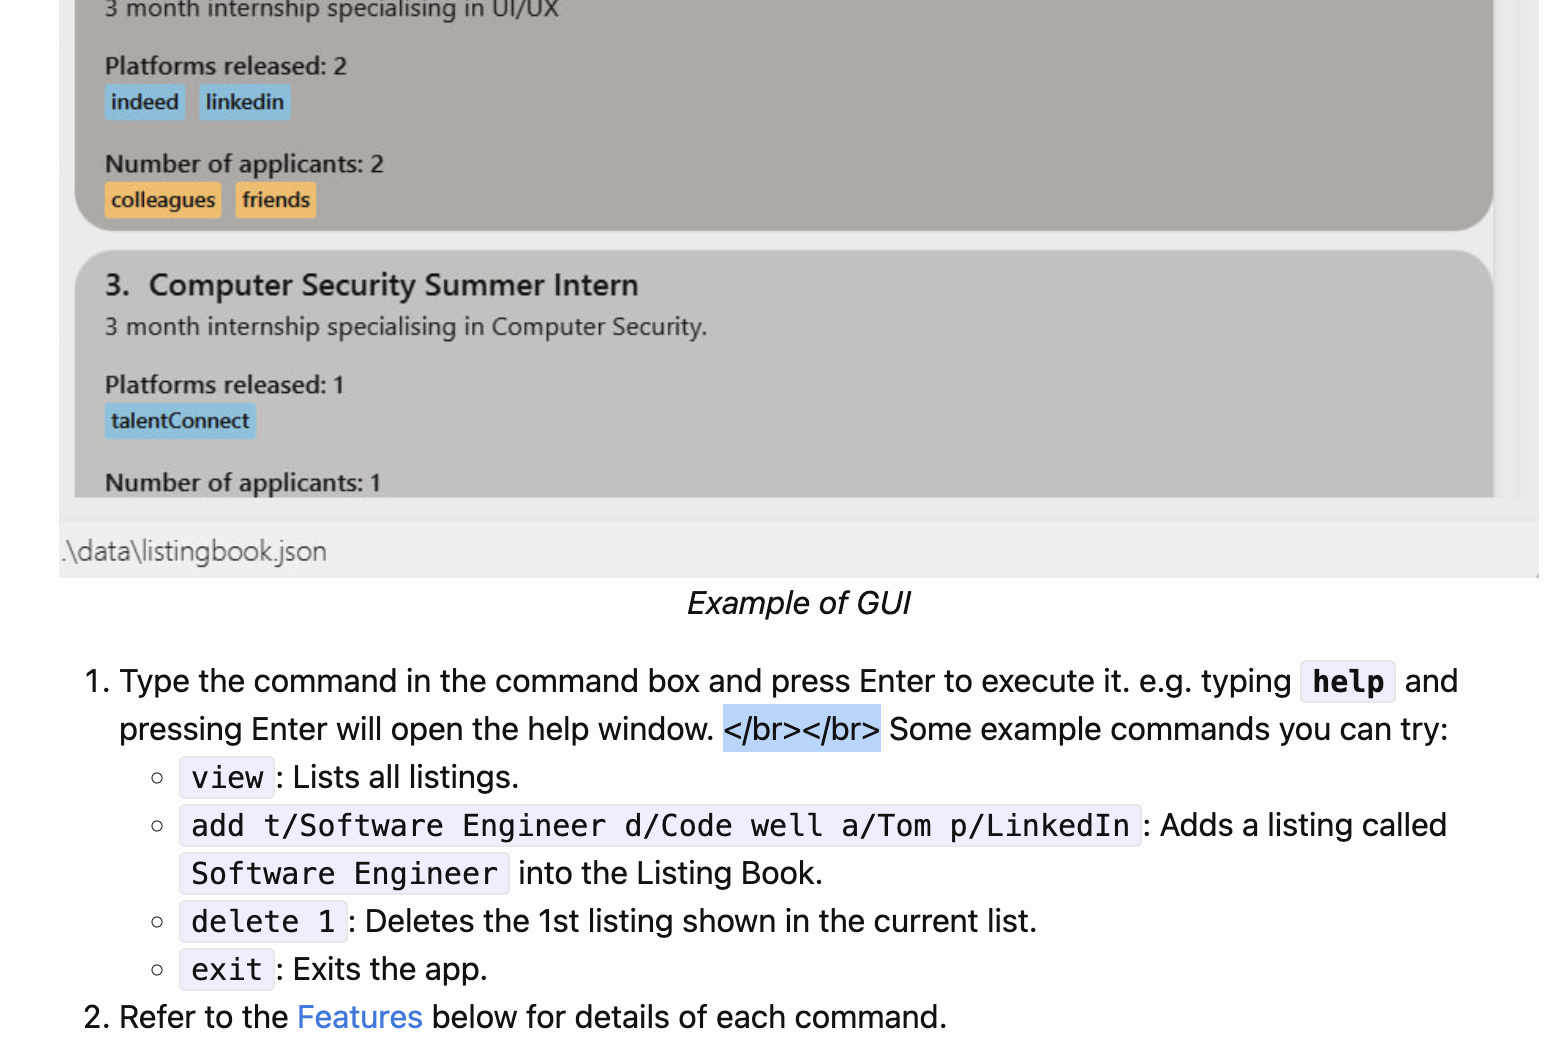 3 month internship specialising in UI/UX
Platforms released: 2
indeed linkedin
Number of applicants: 2
colleagues friends
3. Computer Security Summer Intern
3 month internship specialising in Computer Security.
Platforms released: 1
talentConnect
Number of applicants: 1
.\data\listingbook.json
Example of GUI
1. Type the command in the command box and press Enter to execute it. e.g. typing help and
pressing Enter will open the help window. </br></br> Some example commands you can try:
○ view : Lists all listings.
○ add t/Software Engineer d/Code well a/Tom p/LinkedIn : Adds a listing called
Software Engineer into the Listing Book.
○ delete 1 : Deletes the 1st listing shown in the current list.
○ exit : Exits the app.
2. Refer to the Features below for details of each command.